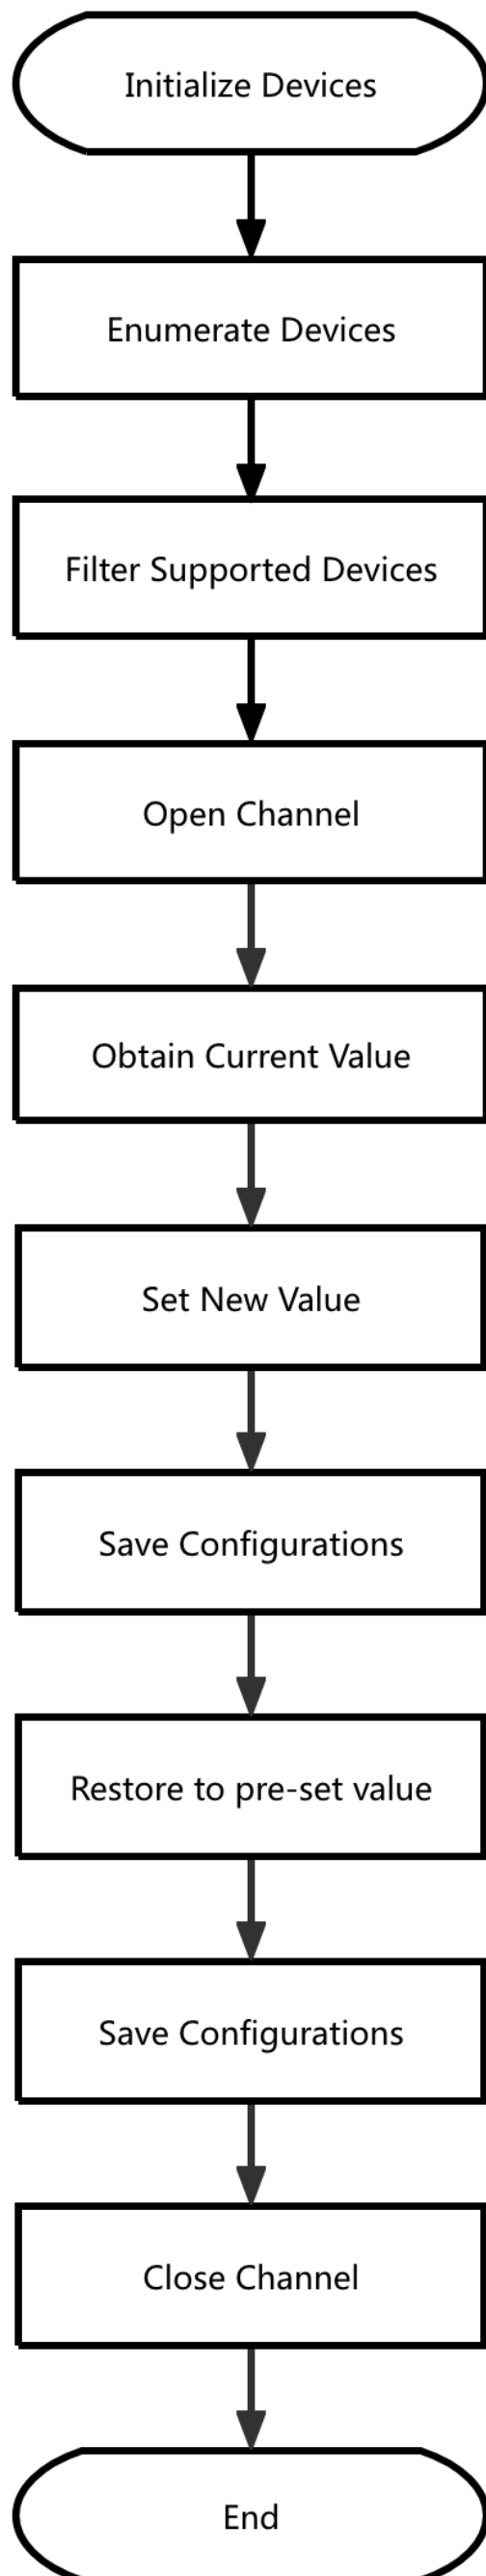 Initialize Devices
Enumerate Devices
Filter Supported Devices
Open Channel
Obtain Current Value
Set New Value
Save Configurations
Restore to pre-set value
Save Configurations
Close Channel
End